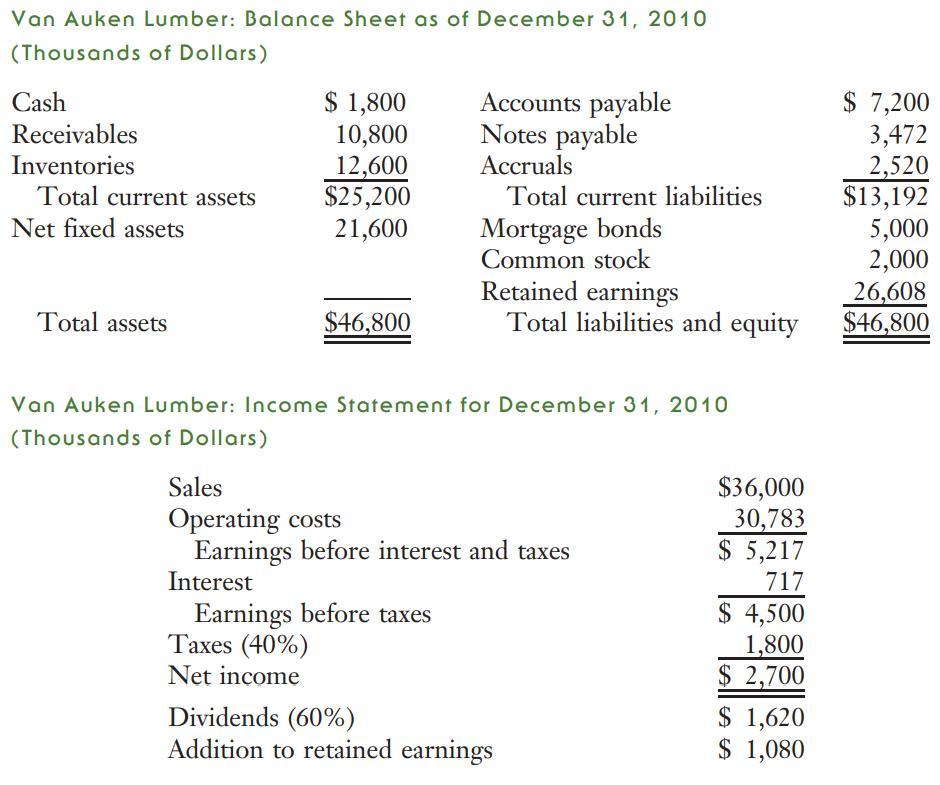 Van Auken Lumber: Balance Sheet as of December 31, 2010
(Thousands of Dollars)
Cash $ 1,800 Accounts payable $ 7,200
Receivables 10,800 Notes payable 3,472
Inventories 12,600 Accruals 2,520
Total current assets $25,200 Total current liabilities $13,192
Net fixed assets 21,600 Mortgage bonds 5,000
Common stock 2,000
Retained earnings 26,608
Total assets $46,800 Total liabilities and equity $46,800
Van Auken Lumber: Income Statement for December 31, 2010
(Thousands of Dollars)
Sales $36,000
Operating costs 30,783
Earnings before interest and taxes $ 5,217
Interest 717
Earnings before taxes $ 4,500
Taxes (40%) 1,800
Net income $ 2,700
Dividends (60%) $ 1,620
Addition to retained earnings $ 1,080